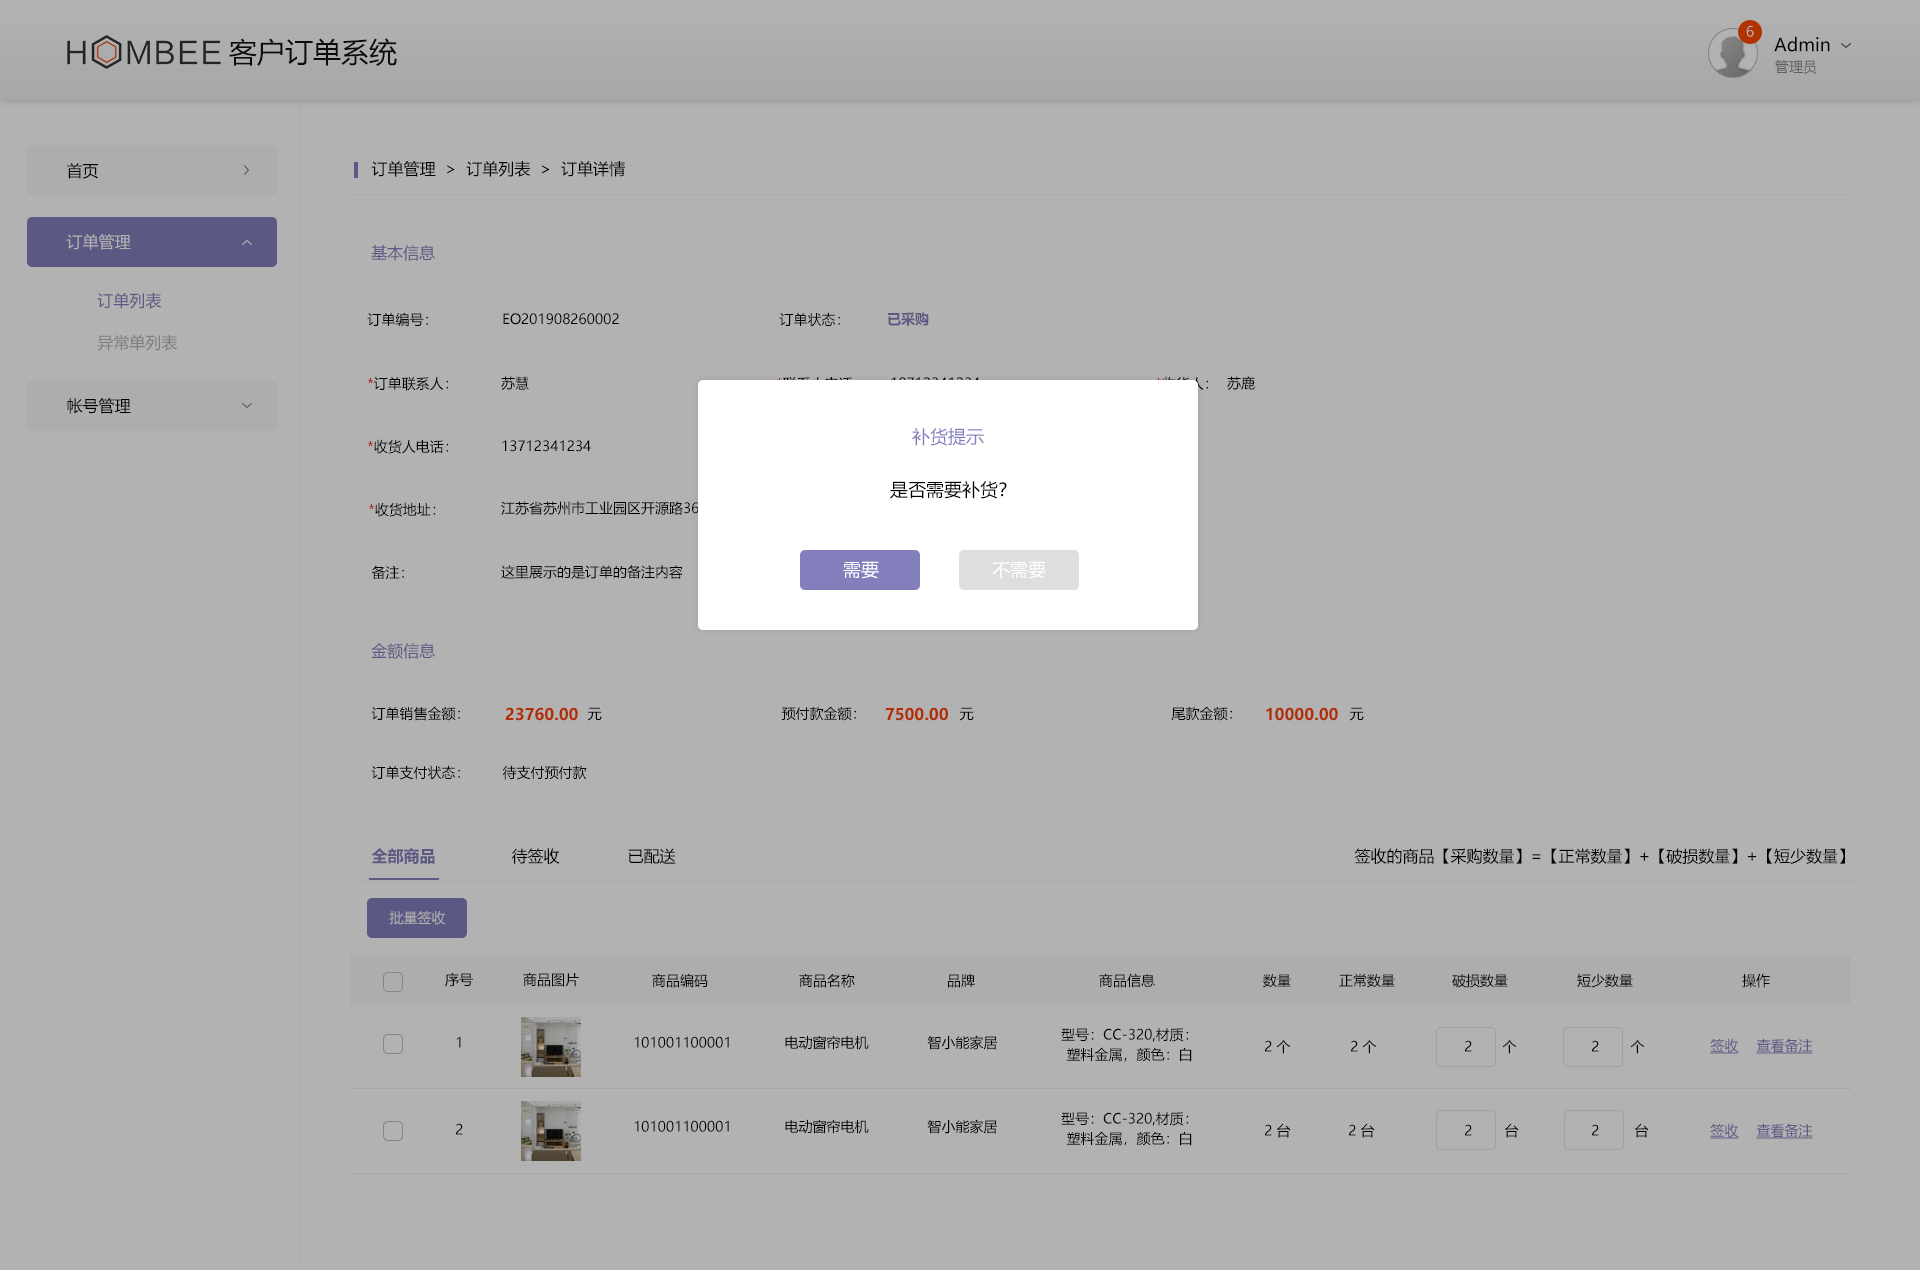 HOMBEE 客户订单系统
6
Admin
管理员
首页
订单管理
订单列表
异常单列表
帐号管理
订单管理 > 订单列表 > 订单详情
基本信息
订单编号： EO201908260002 订单状态： 已采购
*订单联系人： 苏慧 人： 苏鹿
*收货人电话： 13712341234
*收货地址： 江苏省苏州市工业园区开源路36
备注： 这里展示的是订单的备注内容
补货提示
是否需要补货?
需要 不需要
金额信息
订单销售金额： 23760.00 元 预付款金额： 7500.00 元 尾款金额： 10000.00 元
订单支付状态： 待支付预付款
全部商品 待签收 已配送 签收的商品【采购数量】=【正常数量】+【破损数量】+【短少数量】
批量签收
序号 商品图片 商品编码 商品名称 品牌 商品信息 数量 正常数量 破损数量 短少数量 操作
1 101001100001 电动窗帘电机 智小能家居 型号：CC-320,材质：
塑料金属，颜色：白 2 个 2 个 2 个 2 个 签收 查看备注
2 101001100001 电动窗帘电机 智小能家居 型号：CC-320,材质：
塑料金属，颜色：白 2 台 2 台 2 台 2 台 签收 查看备注